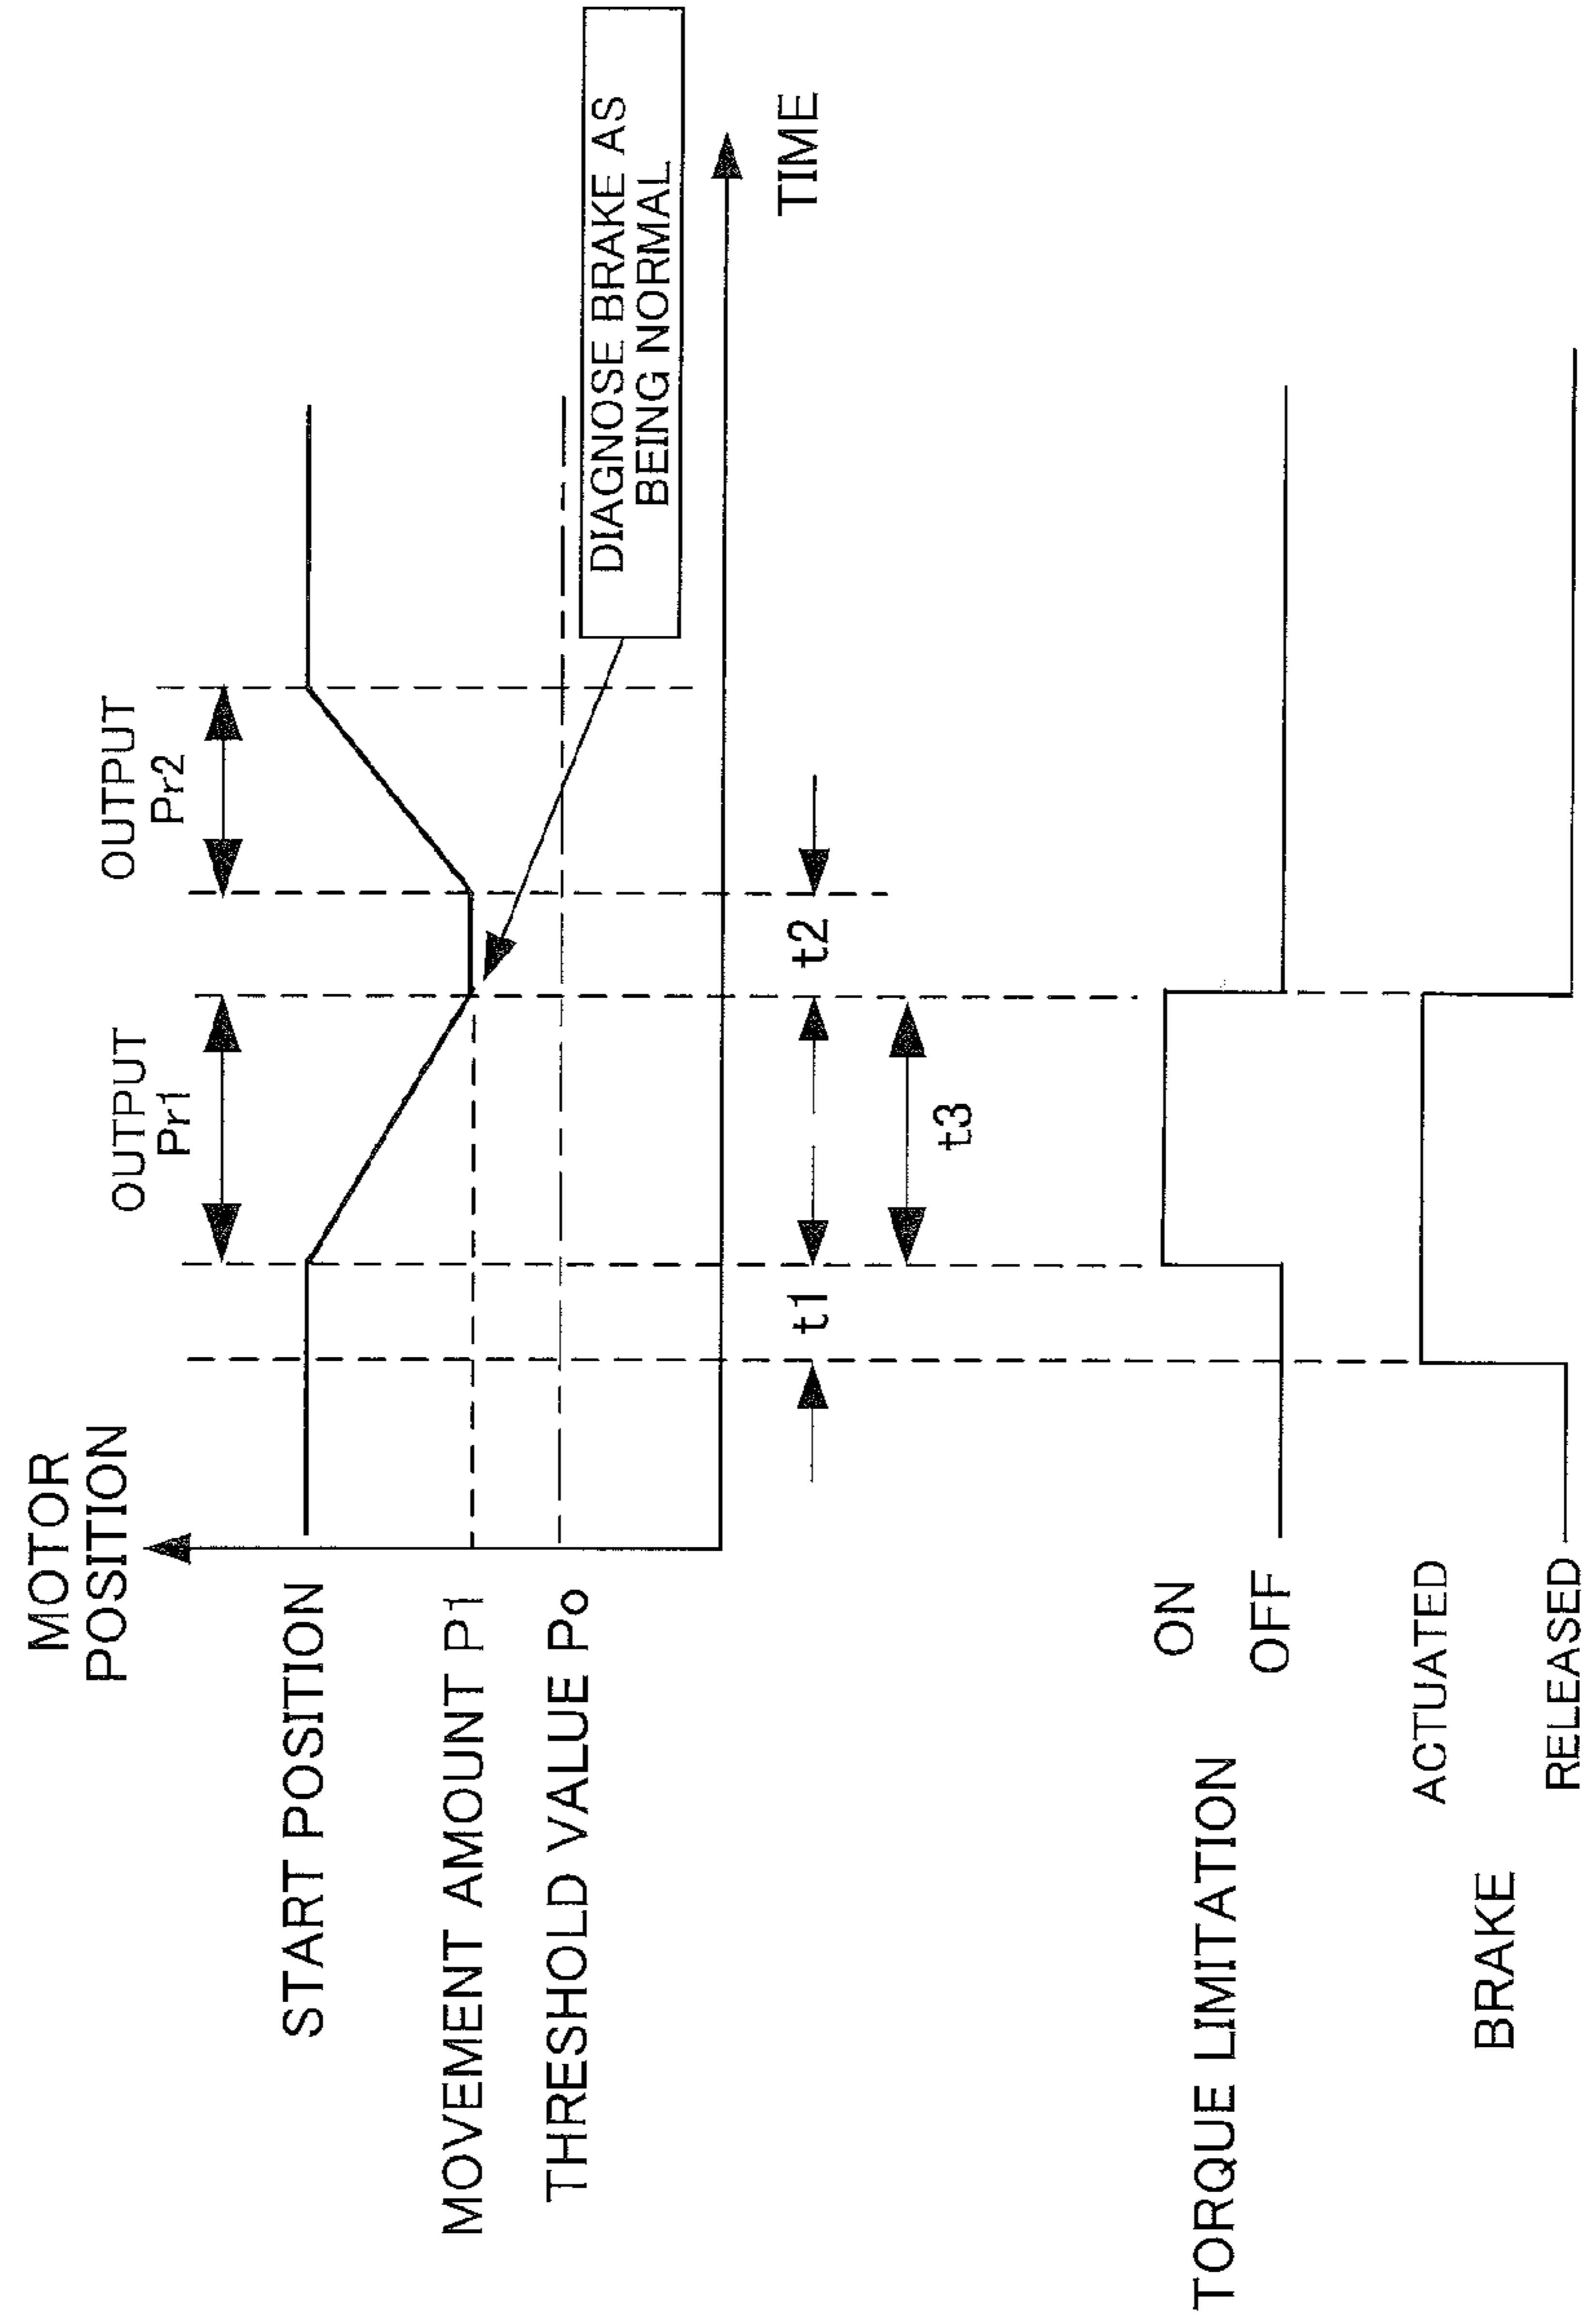 MOTOR
POSITION
OUTPUT
Pr1
OUTPUT
Pr2
START POSITION
MOVEMENT AMOUNT P1
THRESHOLD VALUE Po
DIAGNOSE BRAKE AS
BEING NORMAL
TIME
t1
t2
t3
TORQUE LIMITATION
ON
OFF
BRAKE
ACTUATED
RELEASED